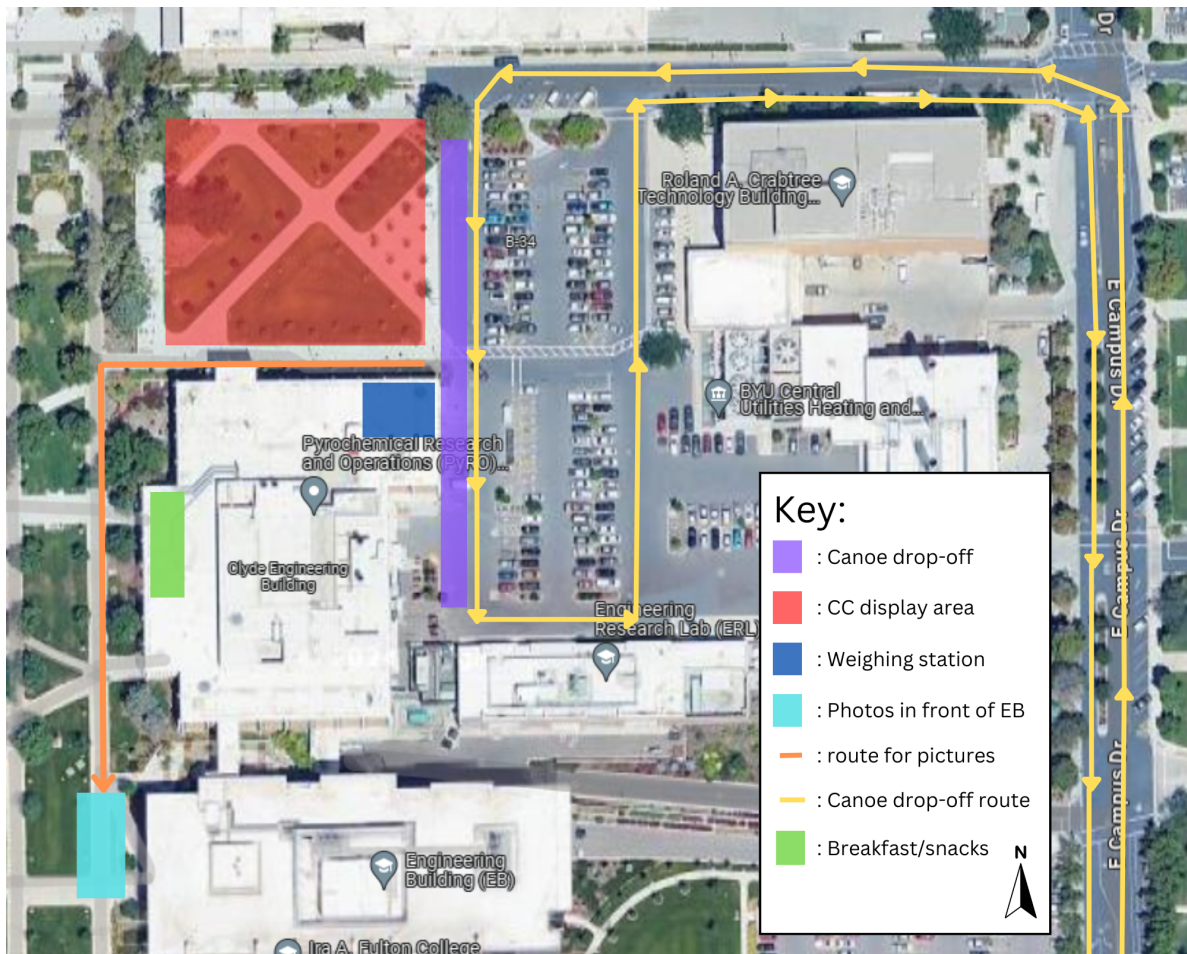 Dr
Roland A. Crabtree
Technology Building...
B-34
E Campus Dr
BYU Central
Utilities Heating and...
Pyrochemical Research
and Operations (PyRO)...
Clyde Engineering
Building
Engineering
Research Lab (ERL)
E Campus Dr
E Campus Dr
Engineering
Building (EB)
Ira A. Fulton College
Key:
: Canoe drop-off
: CC display area
: Weighing station
: Photos in front of EB
: route for pictures
: Canoe drop-off route
: Breakfast/snacks
N